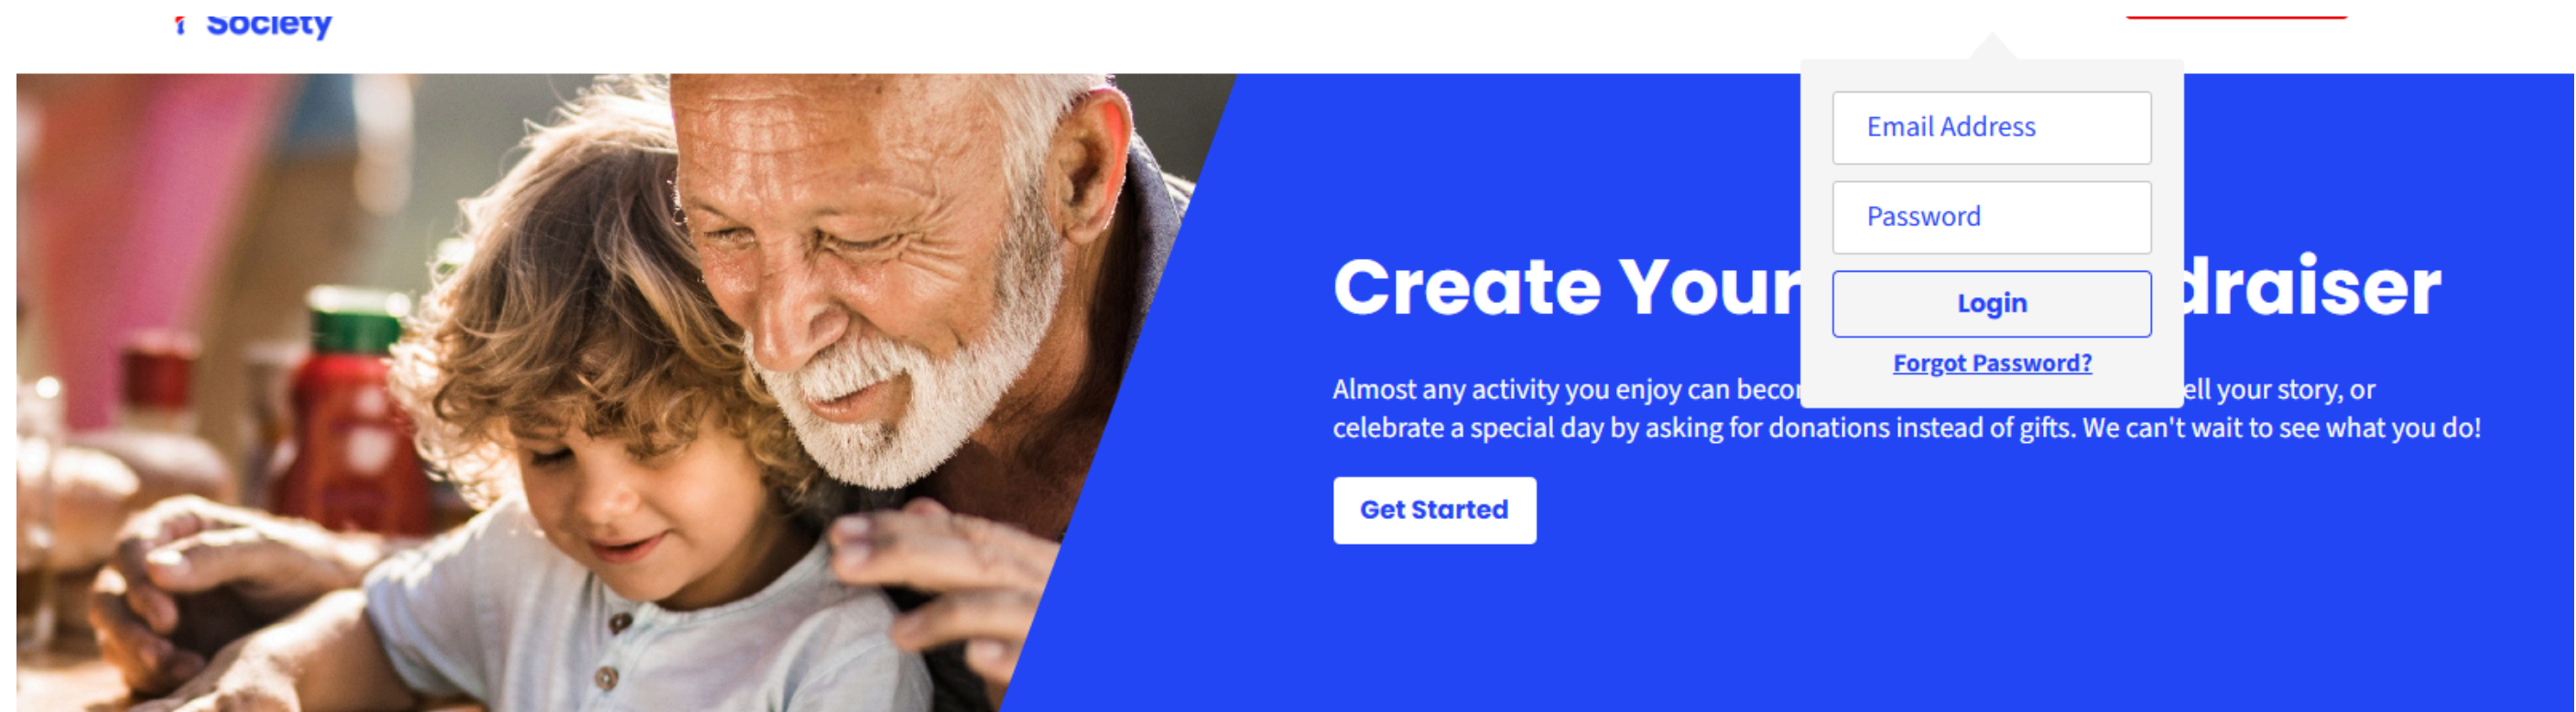 Society
Email Address
Password
Login
Forgot Password?
Create Your draiser
Almost any activity you enjoy can ell your story, or
celebrate a special day by asking for donations instead of gifts. We can't wait to see what you do!
Get Started